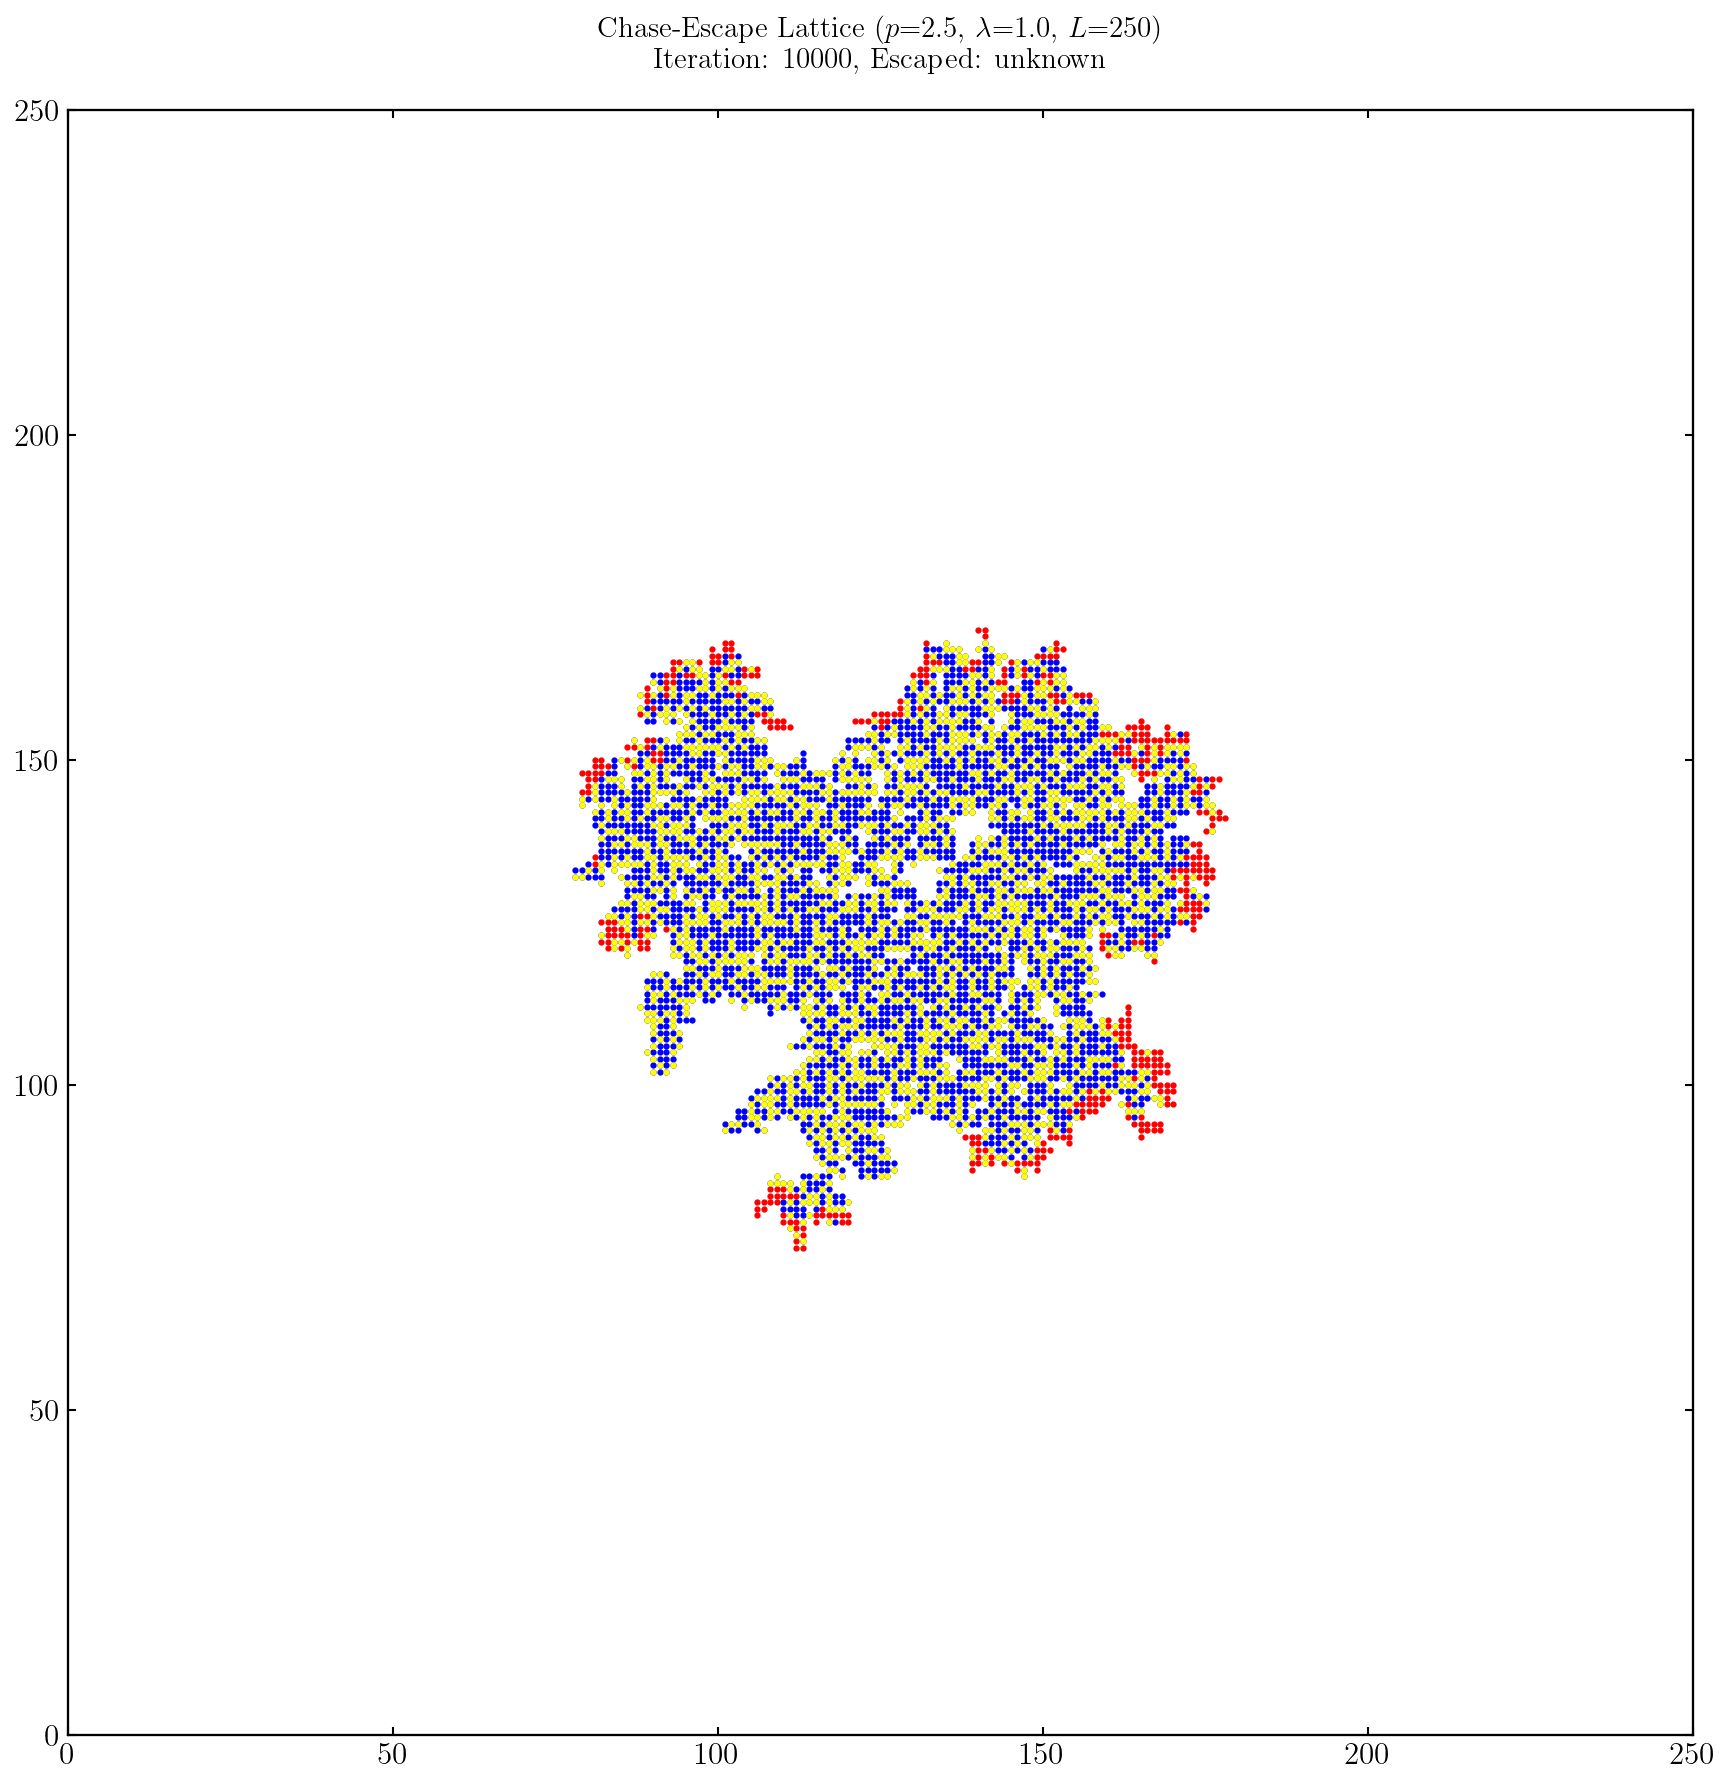 Chase-Escape Lattice (p=2.5, λ=1.0, L=250)
Iteration: 10000, Escaped: unknown
250
200
150
100
50
0
0 50 100 150 200 250